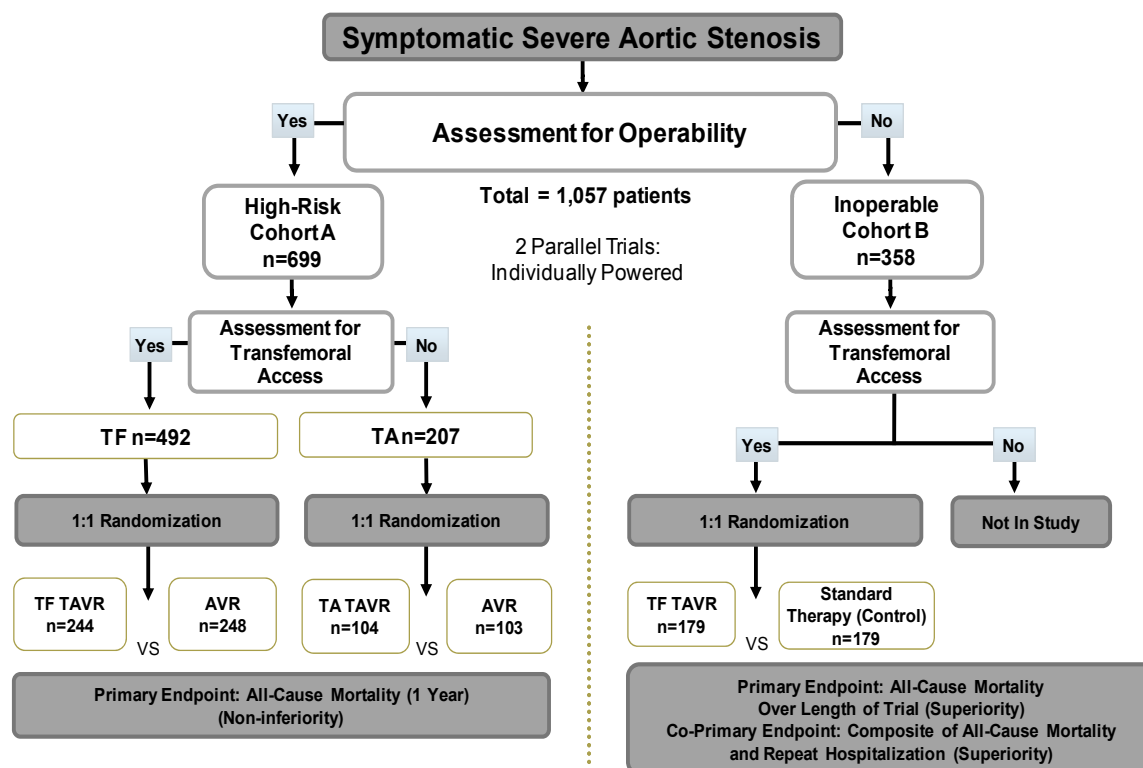 Symptomatic Severe Aortic Stenosis
Yes
Assessment for Operability
No
High-Risk
Cohort A
n=699
Total = 1,057 patients
2 Parallel Trials:
Individually Powered
Inoperable
Cohort B
n=358
Yes
Assessment for
Transfemoral
Access
No
TF n=492
TA n=207
1:1 Randomization
1:1 Randomization
TF TAVR
n=244
VS
AVR
n=248
TA TAVR
n=104
VS
AVR
n=103
Primary Endpoint: All-Cause Mortality (1 Year)
(Non-inferiority)
Assessment for
Transfemoral
Access
Yes
No
1:1 Randomization
Not In Study
TF TAVR
n=179
VS
Standard
Therapy (Control)
n=179
Primary Endpoint: All-Cause Mortality
Over Length of Trial (Superiority)
Co-Primary Endpoint: Composite of All-Cause Mortality
and Repeat Hospitalization (Superiority)